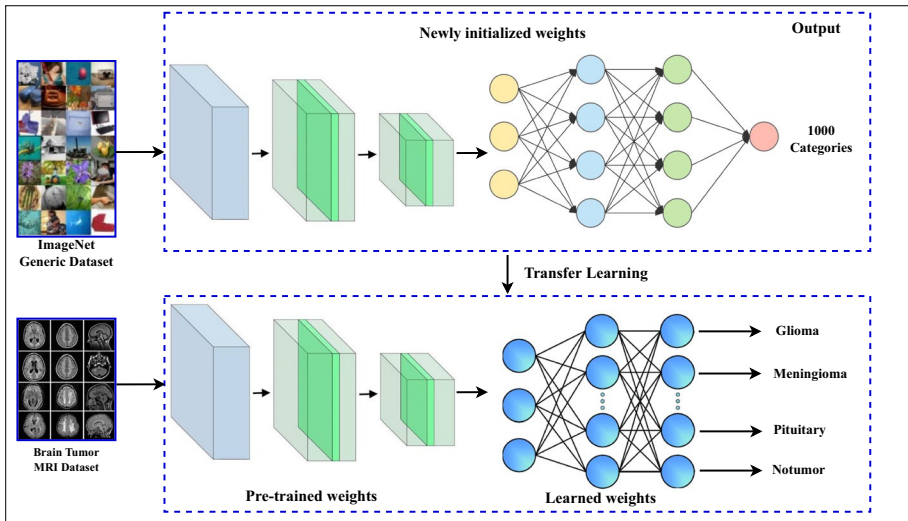 Newly initialized weights
Output
1000
Categories
ImageNet
Generic Dataset
Transfer Learning
Glioma
Meningioma
Pituitary
Notumor
Brain Tumor
MRI Dataset
Pre-trained weights
Learned weights